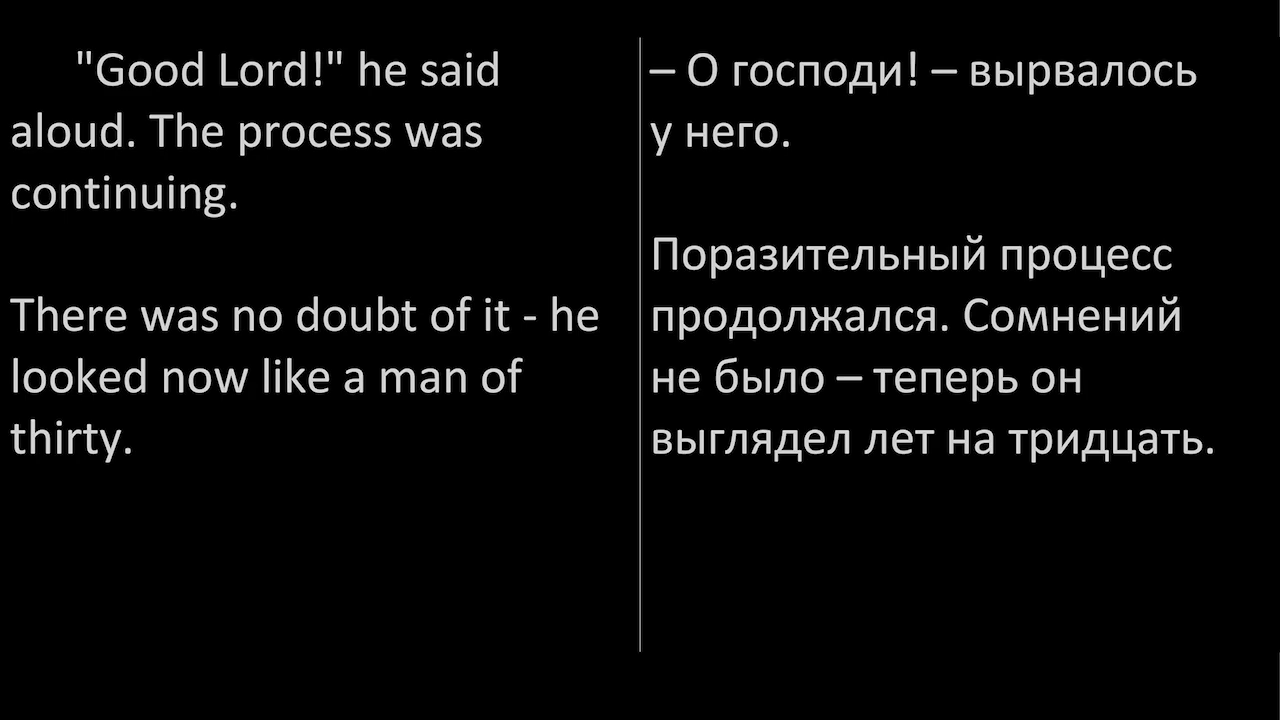 "Good Lord!" he said
aloud. The process was
continuing.
There was no doubt of it - he
looked now like a man of
thirty.
– О господи! – вырвалось
у него.
Поразительный процесс
продолжался. Сомнений
не было – теперь он
выглядел лет на тридцать.